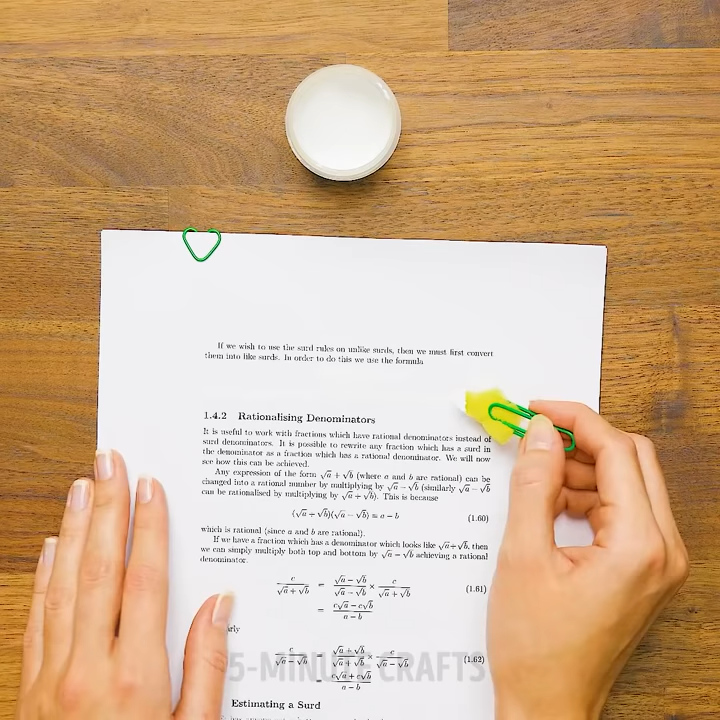 If we wish to use the surd rules on unlike surds, then we must first convert
them into like surds. In order to do this we use the formula
1.4.2 Rationalising Denominators
It is useful to work with fractions which have rational denominators instead of
surd denominators. It is possible to rewrite any fraction which has a surd in
the denominator as a fraction which has a rational denominator. We will now
see how this can be achieved.
Any expression of the form √a + √b (where a and b are rational) can be
changed into a rational number by multiplying by √a − √b (similarly √a − √b
can be rationalised by multiplying by √a + √b). This is because
(√a + √b)(√a − √b) = a − b (1.60)
which is rational (since a and b are rational).
If we have a fraction which has a denominator which looks like √a+√b, then
we can simply multiply both top and bottom by √a − √b achieving a rational
denominator.
c/(√a + √b) = (√a − √b)/(√a − √b) × c/(√a + √b) (1.61)
= (c√a − c√b)/(a − b)
arly
c/(√a − √b) = (√a + √b)/(√a + √b) × c/(√a − √b) (1.62)
5-MINUTE CRAFTS
= (c√a + c√b)/(a − b)
Estimating a Surd